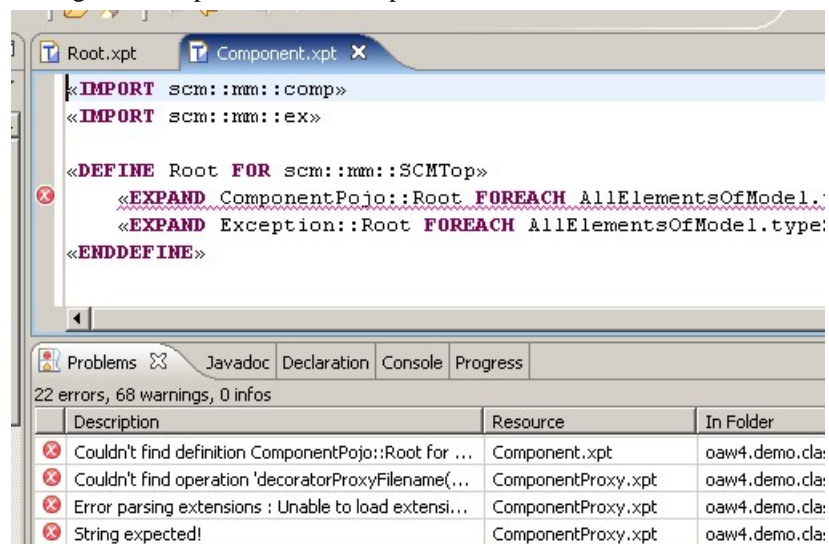 Root.xpt Component.xpt
«IMPORT scm::mm::comp»
«IMPORT scm::mm::ex»
«DEFINE Root FOR scm::mm::SCMTop»
«EXPAND ComponentPojo::Root FOREACH AllElementsOfModel.
«EXPAND Exception::Root FOREACH AllElementsOfModel.type
«ENDDEFINE»
Problems Javadoc Declaration Console Progress
22 errors, 68 warnings, 0 infos
Description Resource In Folder
Couldn't find definition ComponentPojo::Root for ... Component.xpt oaw4.demo.cla
Couldn't find operation 'decoratorProxyFilename(... ComponentProxy.xpt oaw4.demo.cla
Error parsing extensions : Unable to load extensi... ComponentProxy.xpt oaw4.demo.cla
String expected! ComponentProxy.xpt oaw4.demo.cla